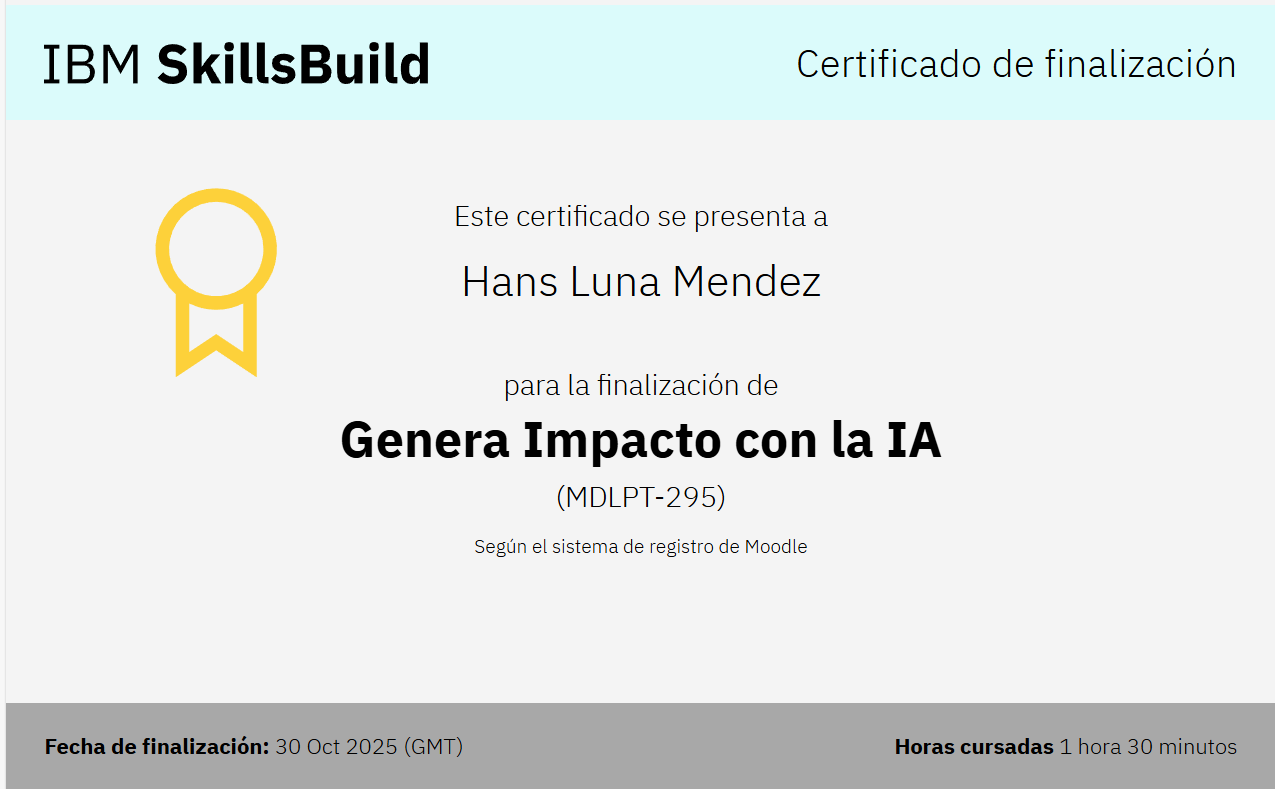 IBM SkillsBuild
Certificado de finalización
Este certificado se presenta a
Hans Luna Mendez
para la finalización de
Genera Impacto con la IA
(MDLPT-295)
Según el sistema de registro de Moodle
Fecha de finalización: 30 Oct 2025 (GMT)
Horas cursadas 1 hora 30 minutos